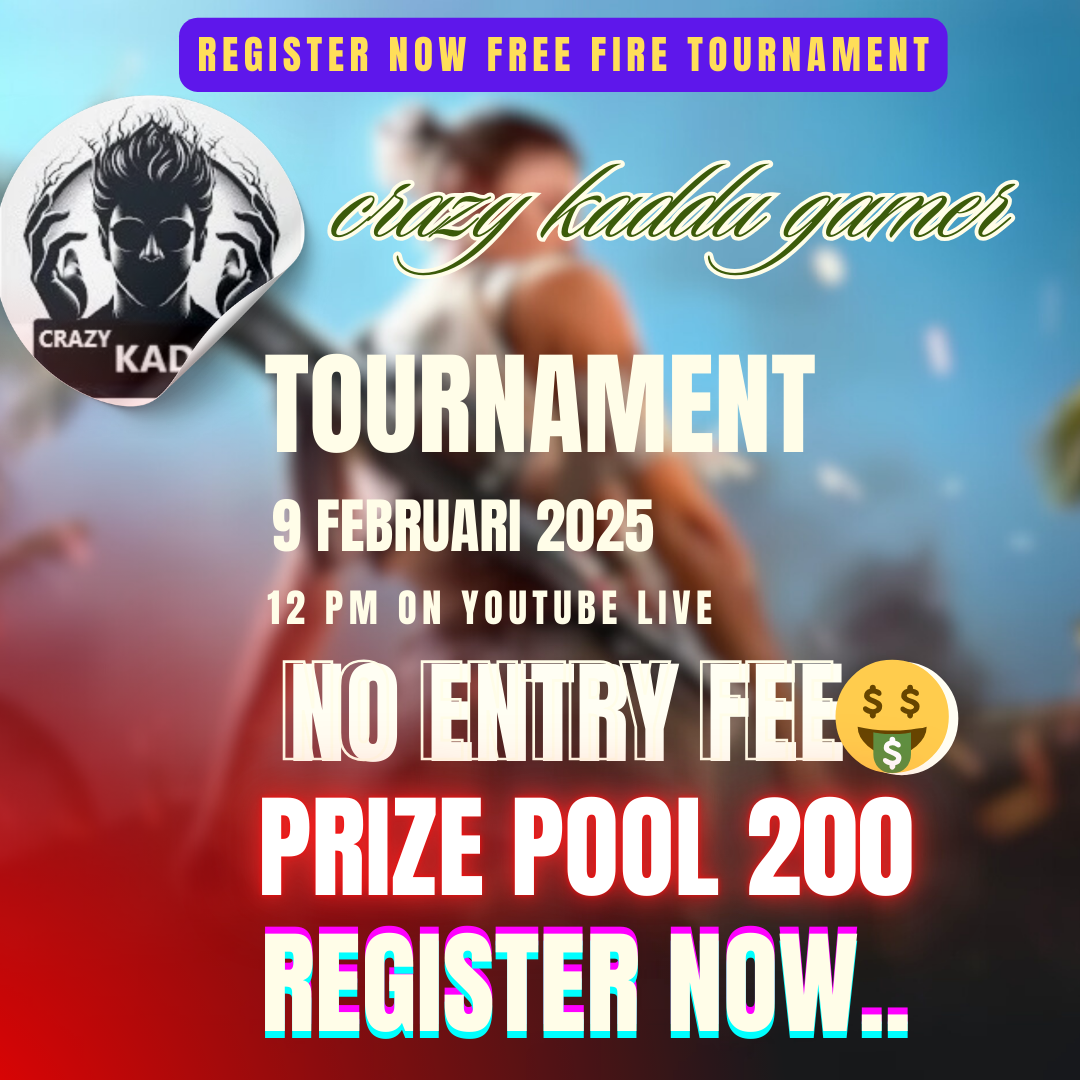 REGISTER NOW FREE FIRE TOURNAMENT
crazy kaddu gamer
CRAZY
KAD
TOURNAMENT
9 FEBRUARI 2025
12 PM ON YOUTUBE LIVE
NO ENTRY FEE
$ $
$
PRIZE POOL 200
REGISTER NOW..